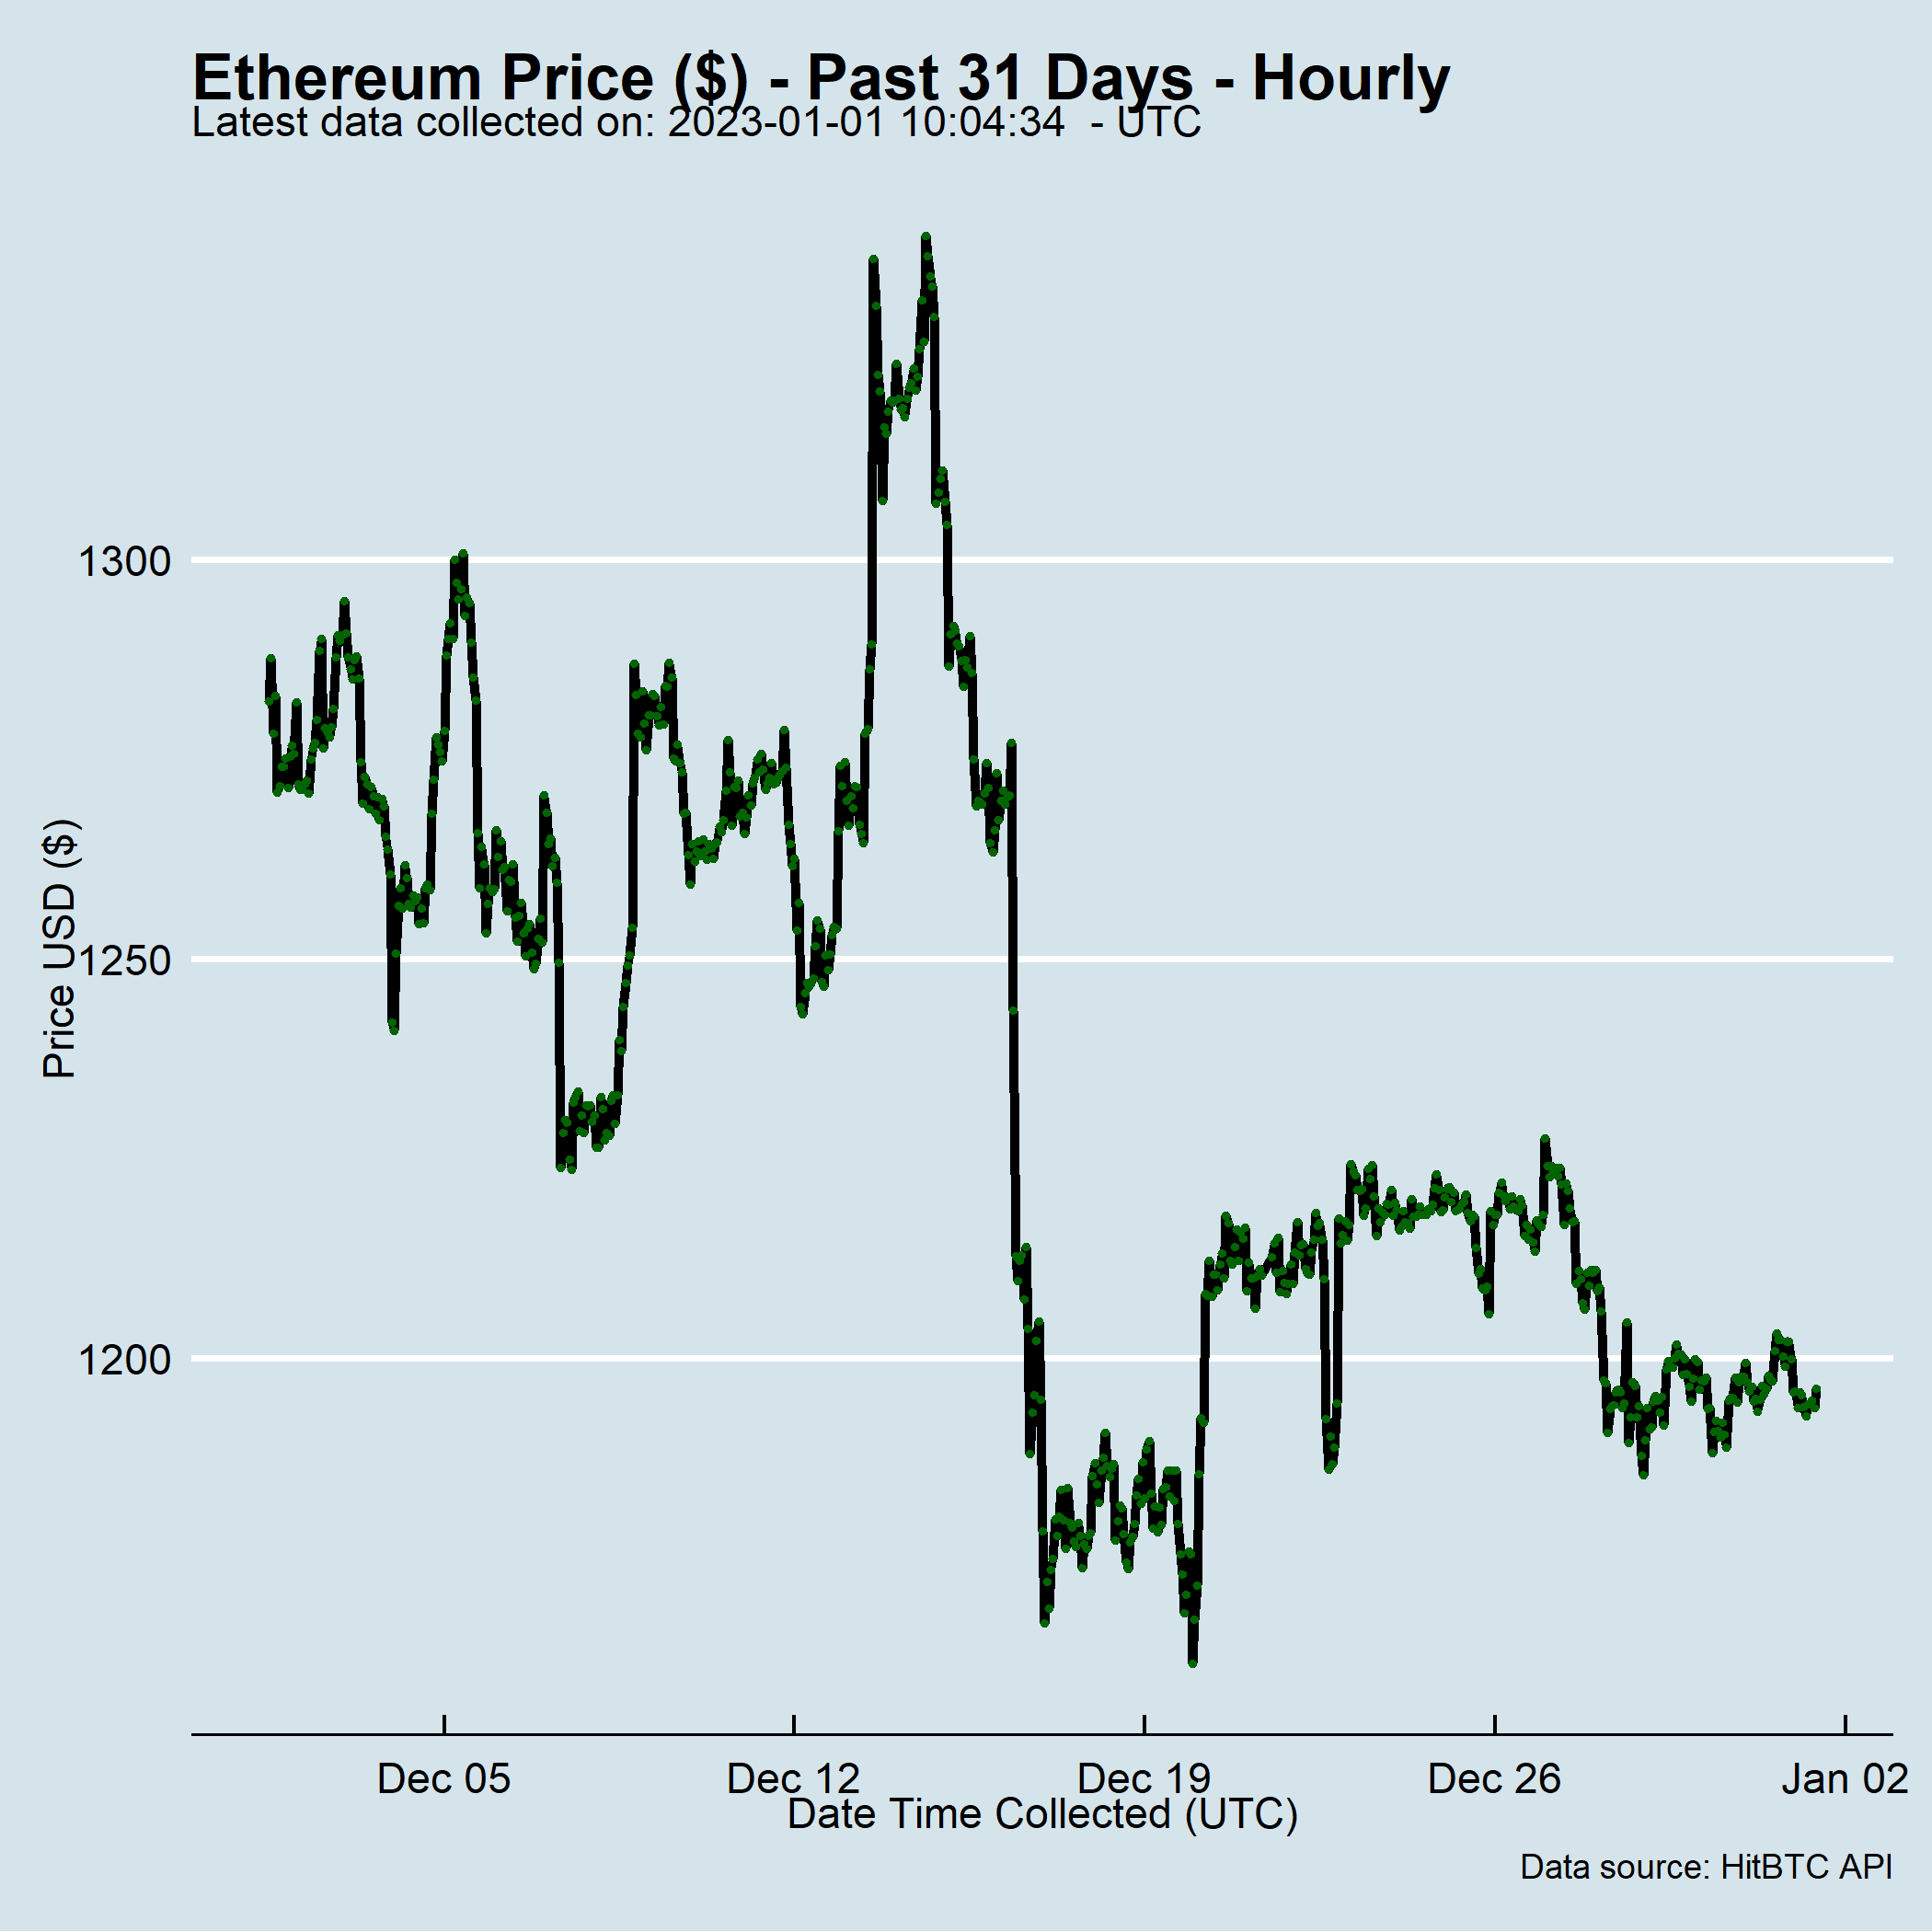 Ethereum Price ($) - Past 31 Days - Hourly
Latest data collected on: 2023-01-01 10:04:34  - UTC
Price USD ($)
1300
1250
1200
Dec 05
Dec 12
Dec 19
Dec 26
Jan 02
Date Time Collected (UTC)
Data source: HitBTC API